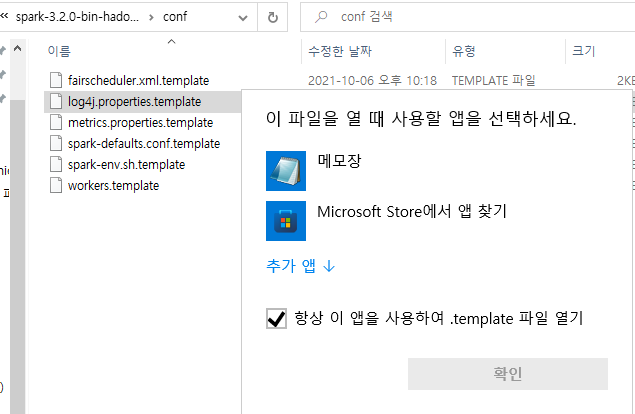 spark-3.2.0-bin-hado... > conf
conf 검색
이름
수정한 날짜
유형
크기
fairscheduler.xml.template
2021-10-06 오후 10:18
TEMPLATE 파일
2KE
log4j.properties.template
metrics.properties.template
spark-defaults.conf.template
spark-env.sh.template
workers.template
이 파일을 열 때 사용할 앱을 선택하세요.
메모장
Microsoft Store에서 앱 찾기
추가 앱 ↓
항상 이 앱을 사용하여 .template 파일 열기
확인